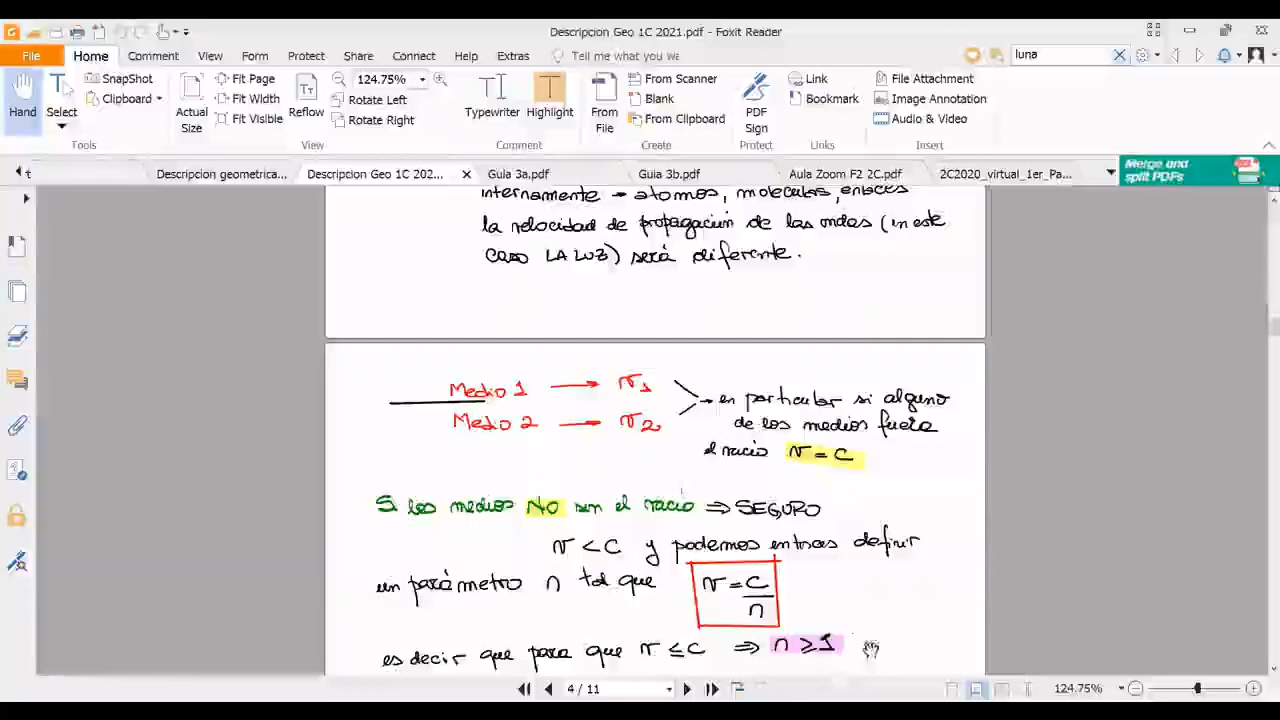 Descripcion Geo 1C 2021.pdf - Foxit Reader
File Home Comment View Form Protect Share Connect Help Extras Tell me what you wa luna
Hand
Select
SnapShot
Clipboard
Actual Size
Fit Page
Fit Width
Fit Visible
Reflow
124.75%
Rotate Left
Rotate Right
Typewriter
Highlight
From File
From Scanner
Blank
From Clipboard
PDF Sign
Link
Bookmark
File Attachment
Image Annotation
Audio & Video
Tools View Comment Create Protect Links Insert
Descripcion geometrica... Descripcion Geo 1C 202... Guia 3a.pdf Guia 3b.pdf Aula Zoom F2 2C.pdf 2C2020_virtual_1er_Pa...
Merge and
split PDFs
internamente → atomos, moleculas, enlaces
la velocidad de propagación de las ondas (en este
caso LA LUZ) será diferente.
Medio 1 → v1
Medio 2 → v2
→ en particular si alguno
de los medios fuera
el vacio v = c
Si los medios NO son el vacio ⇒ SEGURO
v < c y podemos entonces definir
un parámetro n tal que v = c/n
es decir que para que v ≤ c ⇒ n ≥ 1
4 / 11
124.75%